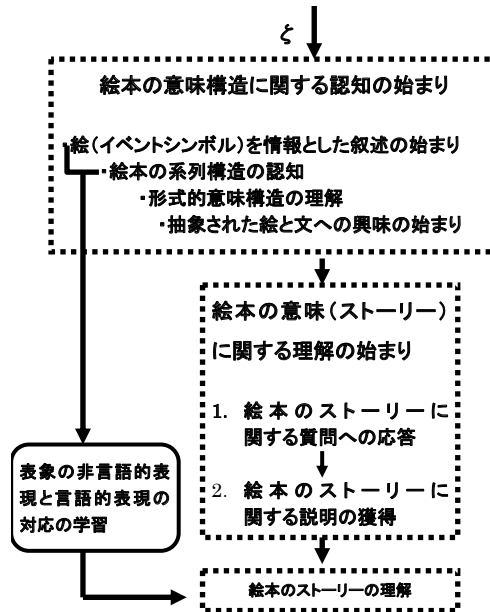 ζ
絵本の意味構造に関する認知の始まり
・絵(イベントシンボル)を情報とした叙述の始まり
・絵本の系列構造の認知
・形式的意味構造の理解
・抽象された絵と文への興味の始まり
絵本の意味(ストーリー)
に関する理解の始まり
1. 絵本のストーリーに
関する質問への応答
2. 絵本のストーリーに
関する説明の獲得
表象の非言語的表
現と言語的表現の
対応の学習
絵本のストーリーの理解